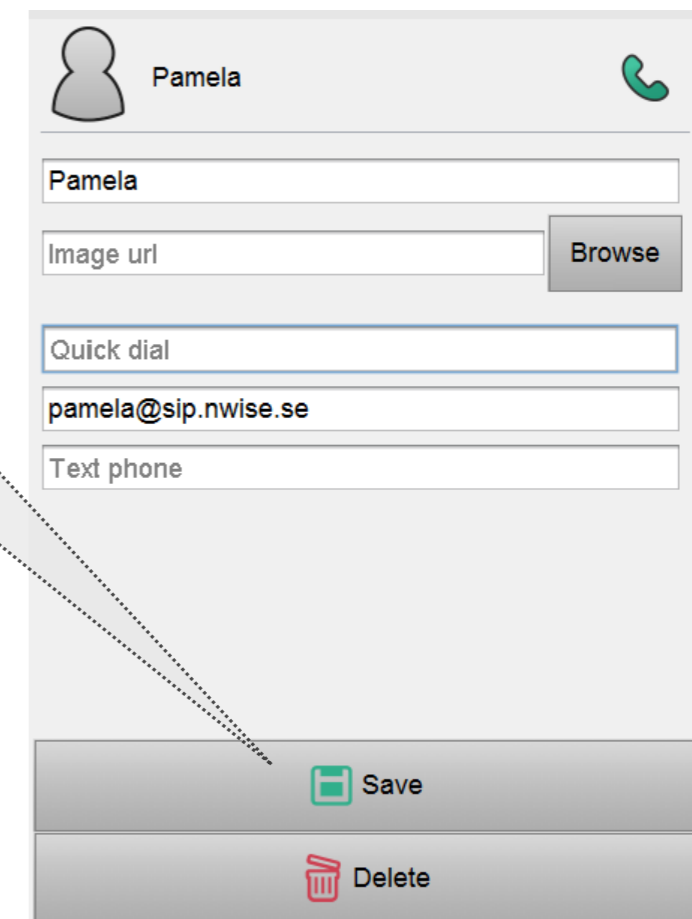 Pamela
Pamela
Image url
Browse
Quick dial
pamela@sip.nwise.se
Text phone
Save
Delete